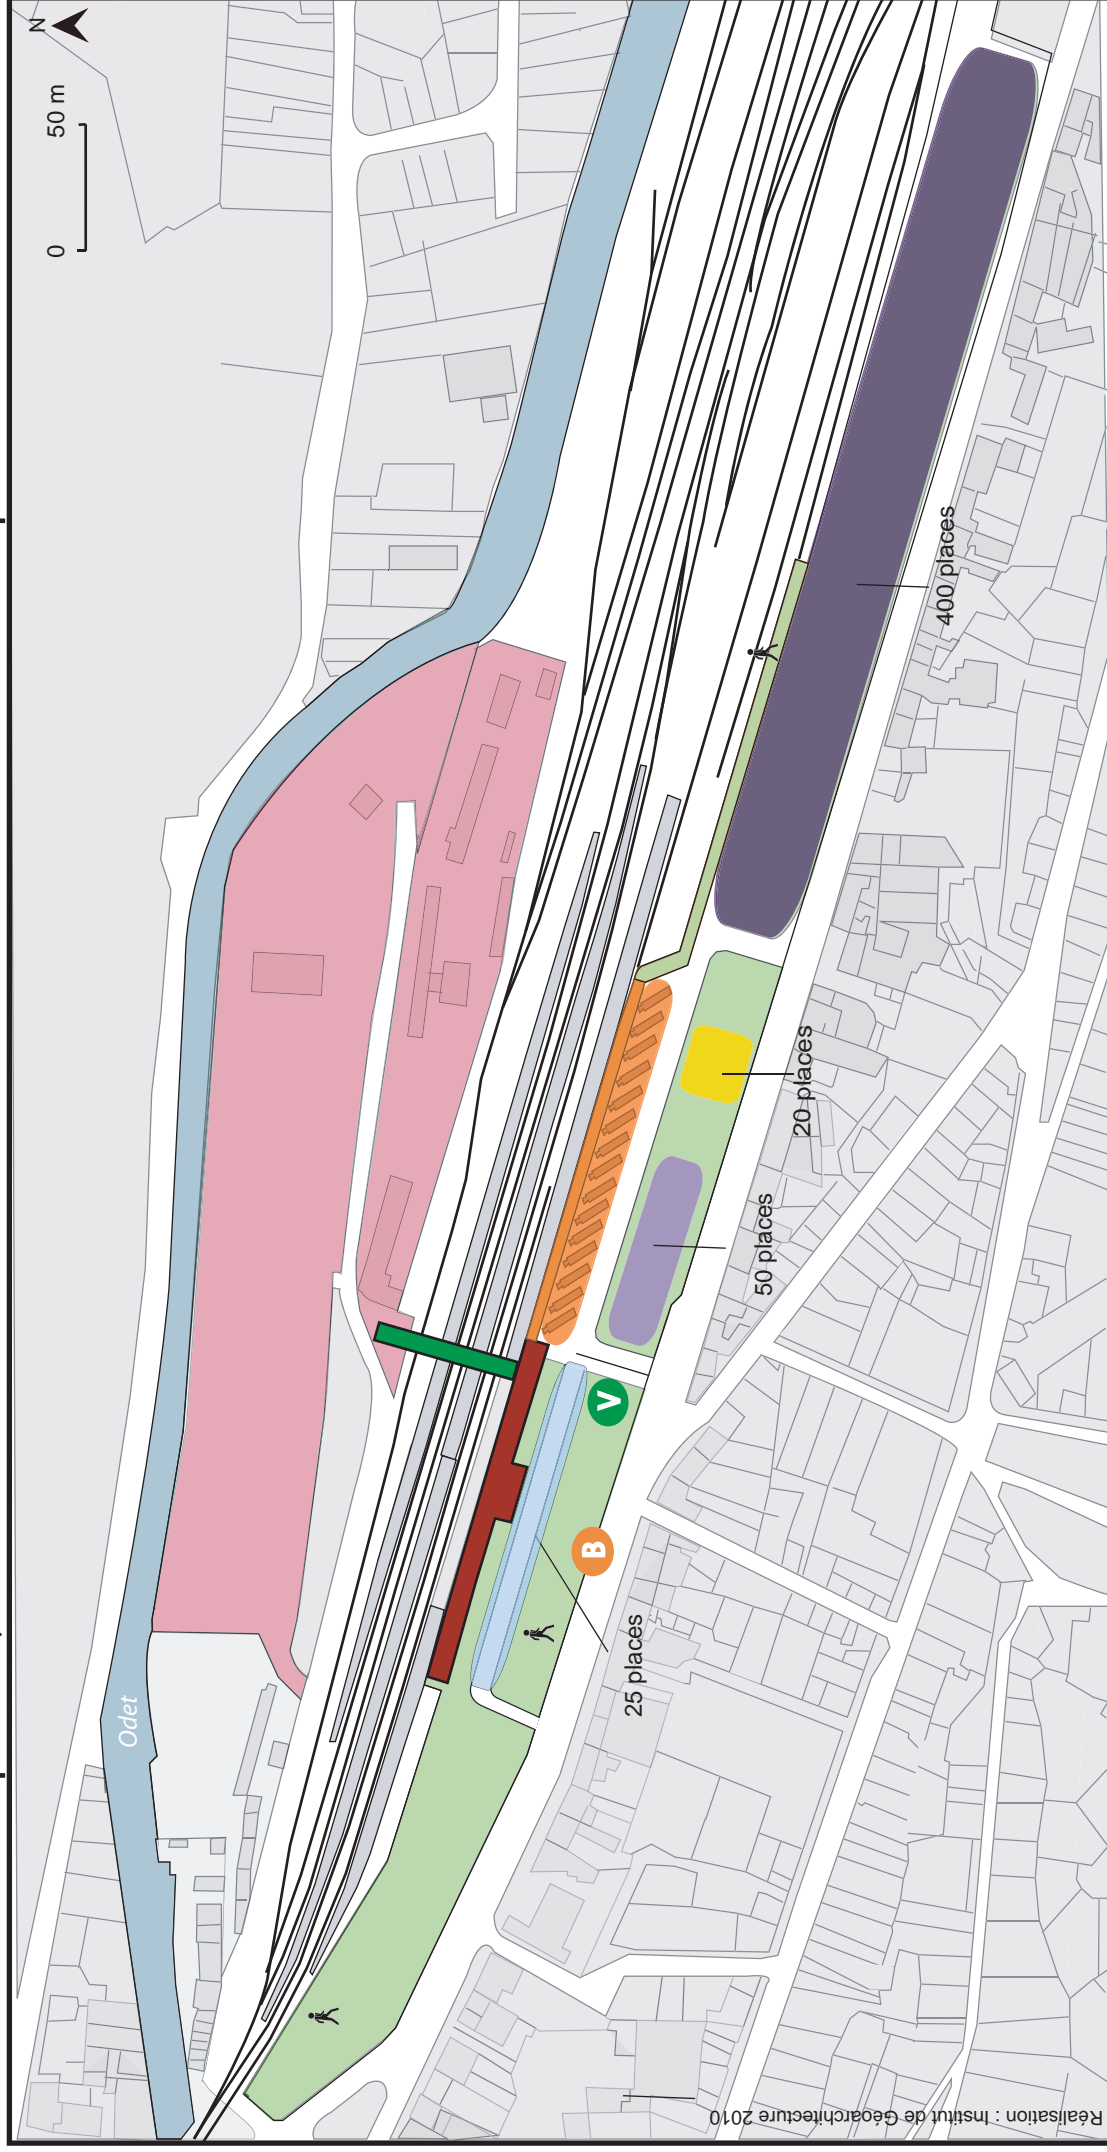 N
0 50 m
Odet
400 places
20 places
50 places
V
B
25 places
Réalisation : Institut de Géoarchitecture 2010